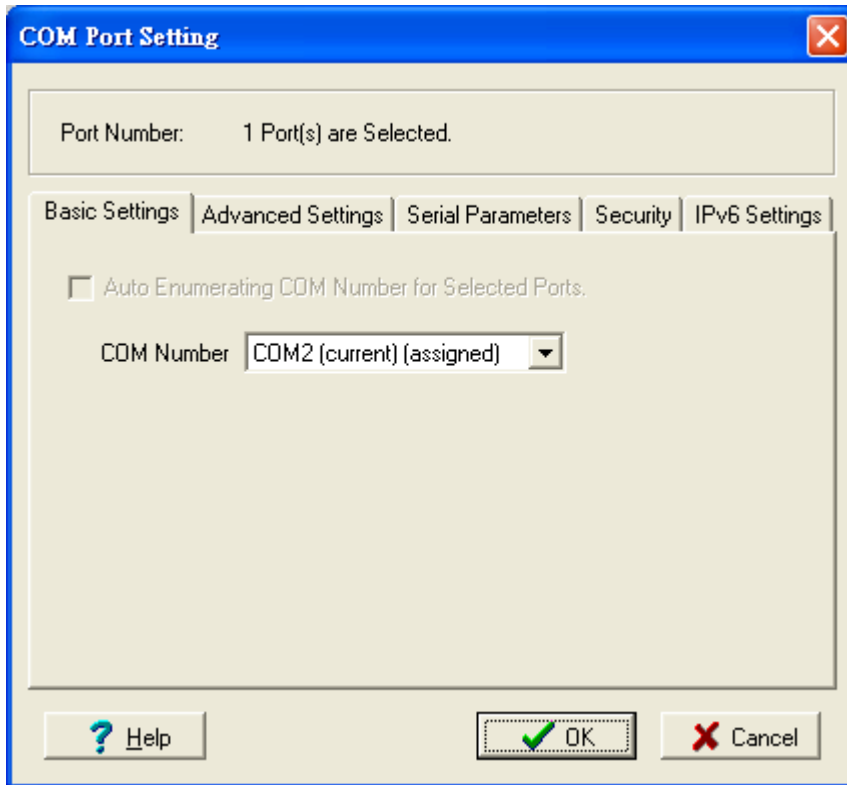 COM Port Setting
Port Number: 1 Port(s) are Selected.
Basic Settings Advanced Settings Serial Parameters Security IPv6 Settings
Auto Enumerating COM Number for Selected Ports.
COM Number COM2 (current) (assigned)
? Help OK Cancel